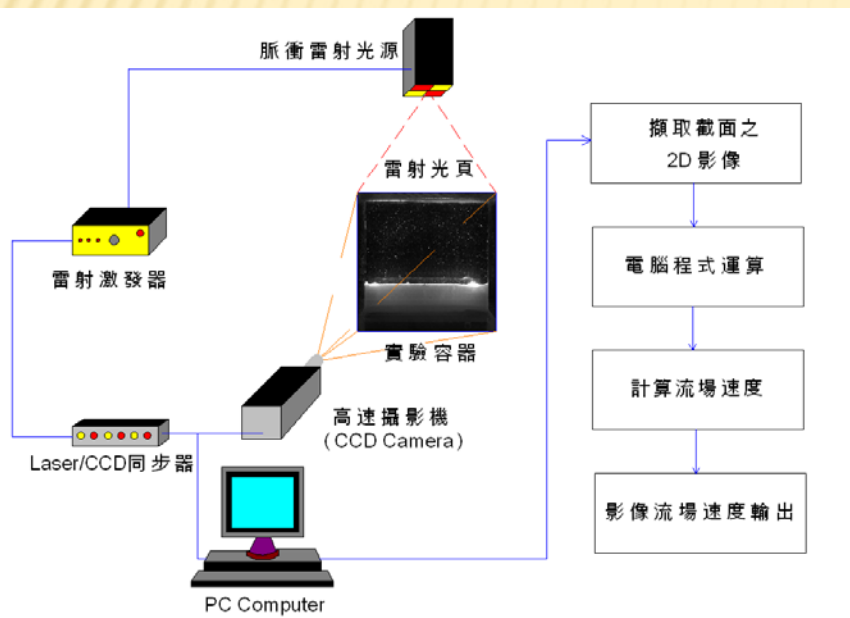 脈衝雷射光源
雷射光頁
雷射激發器
實驗容器
高速攝影機
(CCD Camera)
Laser/CCD同步器
PC Computer
擷取截面之
2D影像
電腦程式運算
計算流場速度
影像流場速度輸出